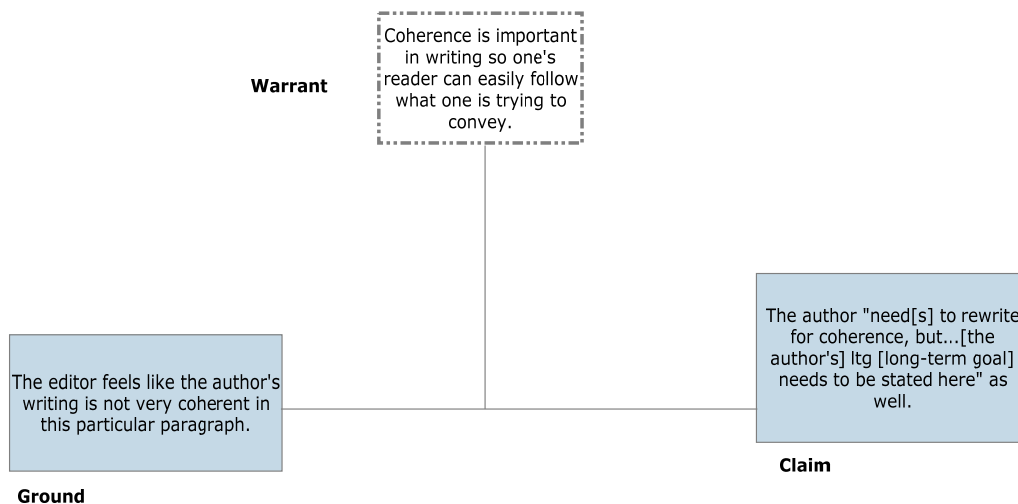 Coherence is important
in writing so one's
reader can easily follow
what one is trying to
convey.
Warrant
The editor feels like the author's
writing is not very coherent in
this particular paragraph.
Ground
The author "need[s] to rewrite
for coherence, but...[the
author's] ltg [long-term goal]
needs to be stated here" as
well.
Claim